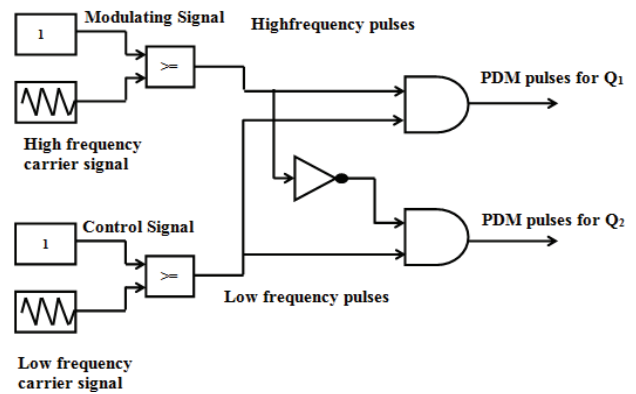 Modulating Signal
Highfrequency pulses
1
>=
PDM pulses for Q1
High frequency
carrier signal
Control Signal
PDM pulses for Q2
1
>=
Low frequency pulses
Low frequency
carrier signal